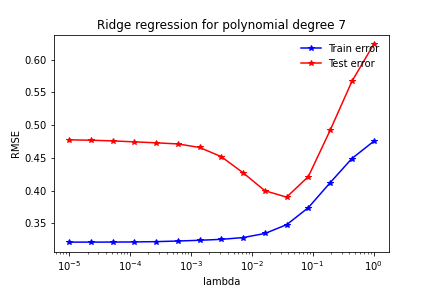 Ridge regression for polynomial degree 7
Train error
Test error
RMSE
0.60
0.55
0.50
0.45
0.40
0.35
10⁻⁵ 10⁻⁴ 10⁻³ 10⁻² 10⁻¹ 10⁰
lambda